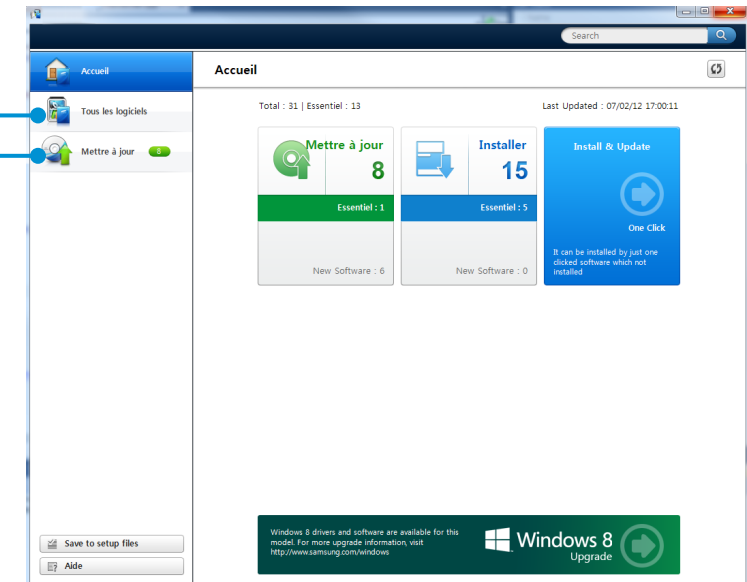 Search
Accueil
Accueil
Tous les logiciels
Mettre à jour 8
Total : 31 | Essentiel : 13
Last Updated : 07/02/12 17:00:11
Mettre à jour
8
Essentiel : 1
New Software : 6
Installer
15
Essentiel : 5
New Software : 0
Install & Update
One Click
It can be installed by just one
clicked software which not
installed
Windows 8 drivers and software are available for this
model. For more upgrade information, visit
http://www.samsung.com/windows
Windows 8
Upgrade
Save to setup files
Aide